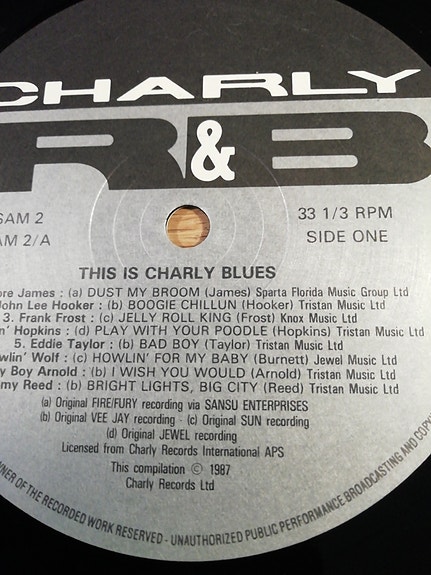 CHARLY
R&B
SAM 2
AM 2/A
33 1/3 RPM
SIDE ONE
THIS IS CHARLY BLUES
ore James : (a) DUST MY BROOM (James) Sparta Florida Music Group Ltd
John Lee Hooker : (b) BOOGIE CHILLUN (Hooker) Tristan Music Ltd
3. Frank Frost : (c) JELLY ROLL KING (Frost) Knox Music Ltd
n' Hopkins : (d) PLAY WITH YOUR POODLE (Hopkins) Tristan Music Ltd
5. Eddie Taylor : (b) BAD BOY (Taylor) Tristan Music Ltd
wlin' Wolf : (c) HOWLIN' FOR MY BABY (Burnett) Jewel Music Ltd
y Boy Arnold : (b) I WISH YOU WOULD (Arnold) Tristan Music Ltd
my Reed : (b) BRIGHT LIGHTS, BIG CITY (Reed) Tristan Music Ltd
(a) Original FIRE/FURY recording via SANSU ENTERPRISES
(b) Original VEE JAY recording · (c) Original SUN recording
(d) Original JEWEL recording
Licensed from Charly Records International APS
This compilation © 1987
Charly Records Ltd
NER OF THE RECORDED WORK RESERVED - UNAUTHORIZED PUBLIC PERFORMANCE BROADCASTING AND COPY